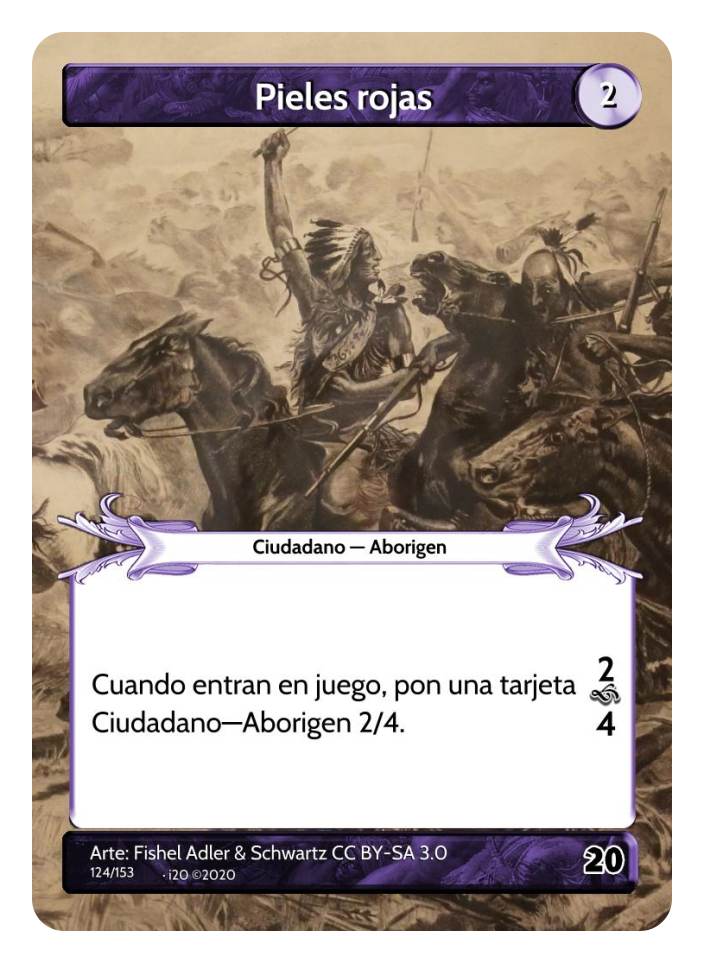 Pieles rojas
2
Ciudadano — Aborigen
Cuando entran en juego, pon una tarjeta
Ciudadano—Aborigen 2/4.
2
4
Arte: Fishel Adler & Schwartz CC BY-SA 3.0
124/153 · i20 ©2020
20